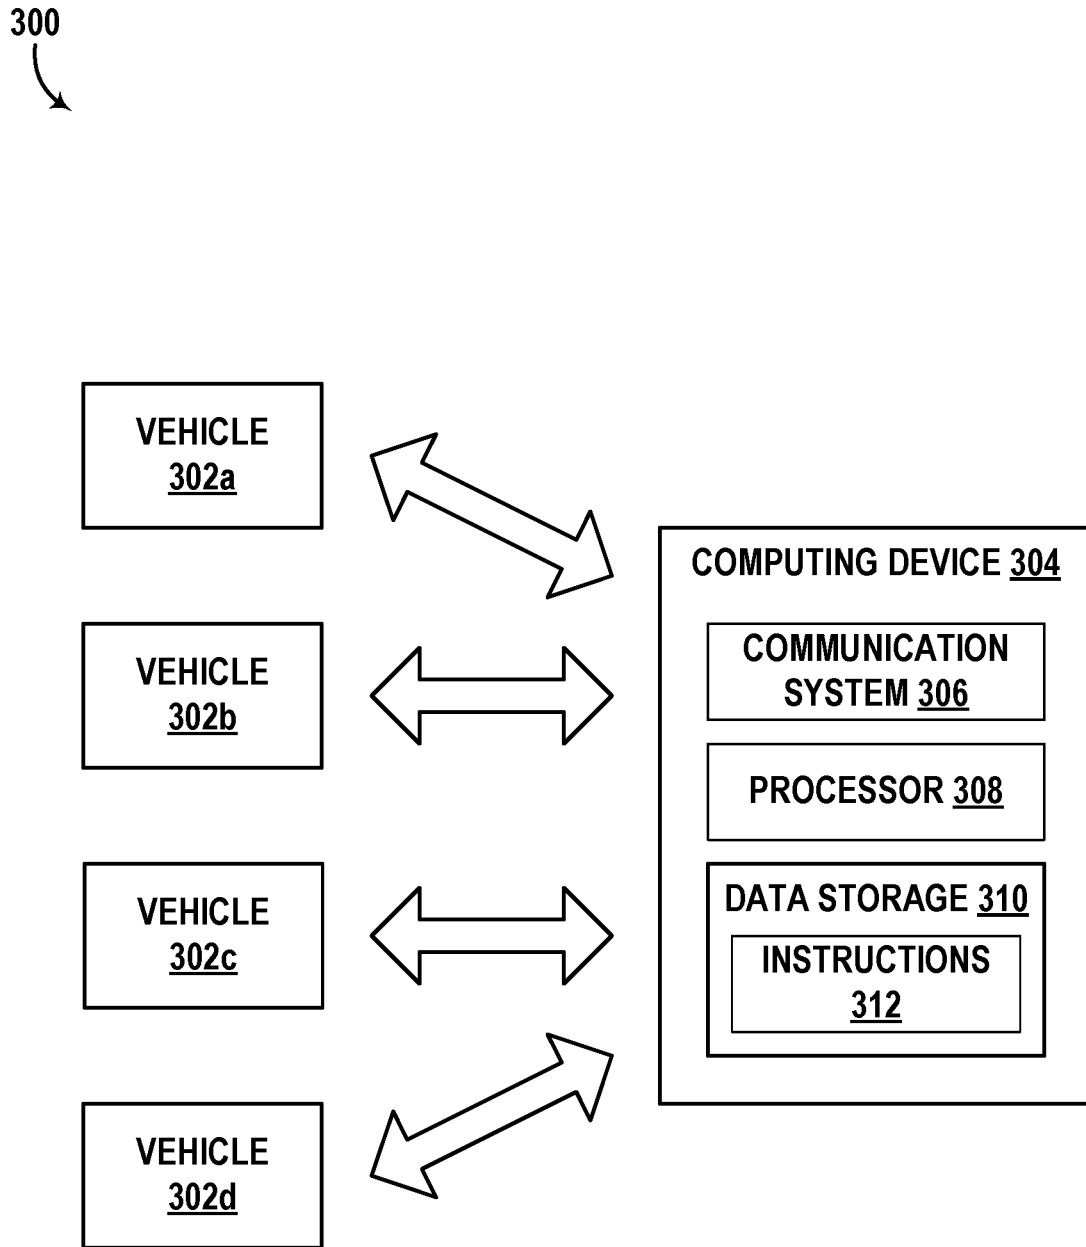 300
VEHICLE
302a
VEHICLE
302b
VEHICLE
302c
VEHICLE
302d
COMPUTING DEVICE 304
COMMUNICATION
SYSTEM 306
PROCESSOR 308
DATA STORAGE 310
INSTRUCTIONS
312